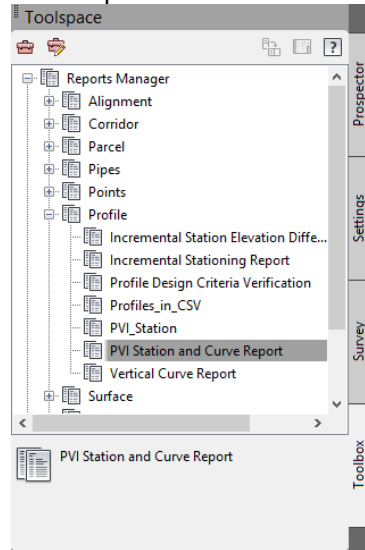 Toolspace
?
Reports Manager
Alignment
Corridor
Parcel
Pipes
Points
Profile
Incremental Station Elevation Diffe...
Incremental Stationing Report
Profile Design Criteria Verification
Profiles_in_CSV
PVI_Station
PVI Station and Curve Report
Vertical Curve Report
Surface
PVI Station and Curve Report
Prospector
Settings
Survey
Toolbox